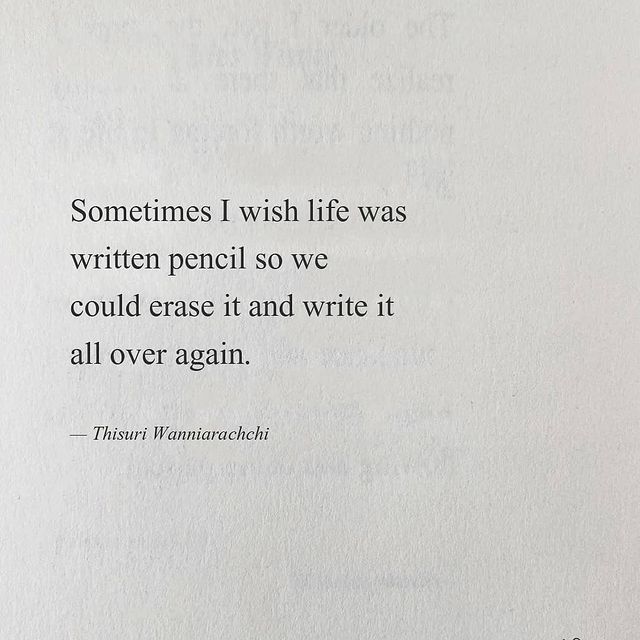 Sometimes I wish life was
written pencil so we
could erase it and write it
all over again.
— Thisuri Wanniarachchi